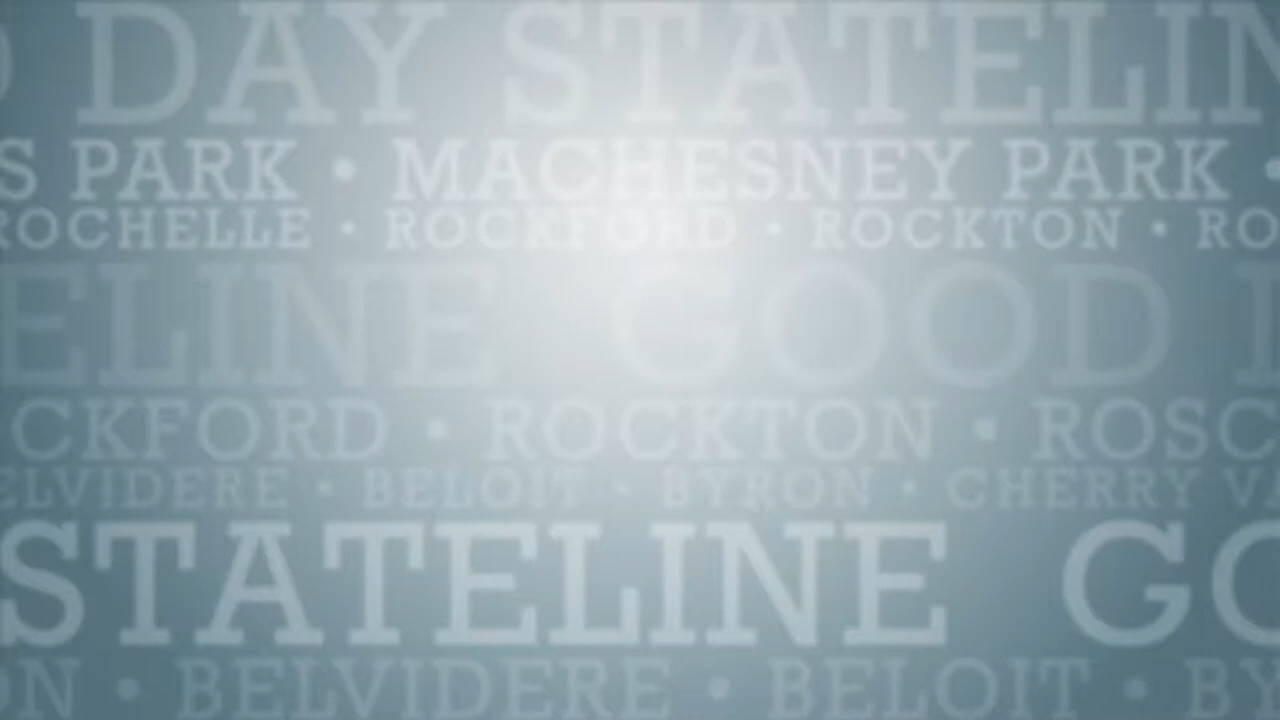 DAY STATELIN
S PARK • MACHESNEY PARK •
ROCHELLE • ROCKFORD • ROCKTON • RO
ELINE GOOD D
CKFORD • ROCKTON • ROSC
ELVIDERE • BELOIT • BYRON • CHERRY VA
STATELINE GO
ON • BELVIDERE • BELOIT • BY